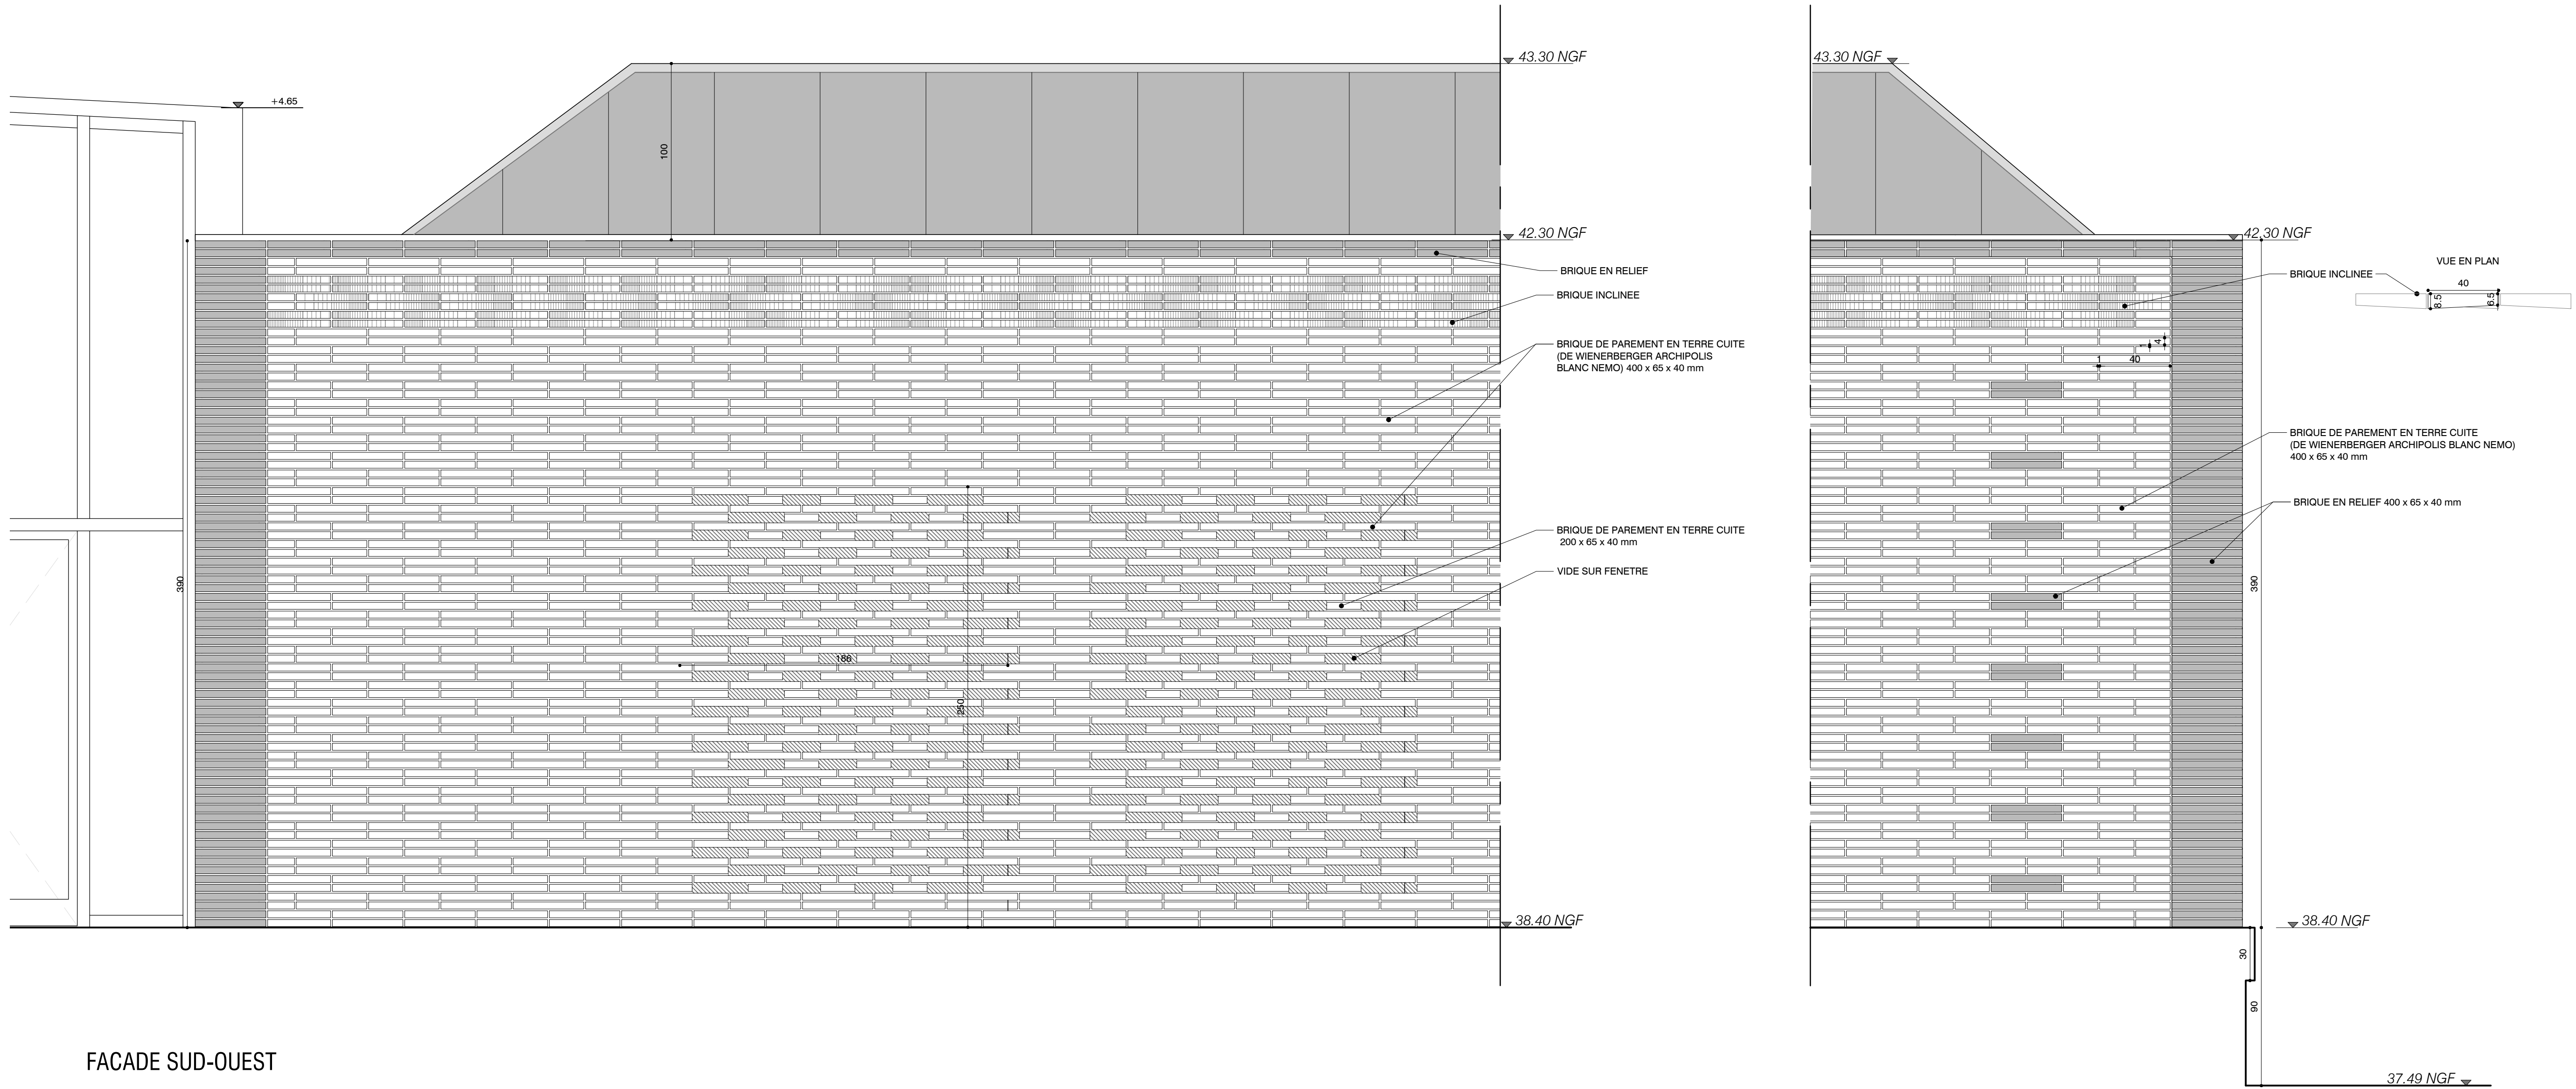 43.30 NGF
43.30 NGF
+4.65
100
42.30 NGF
42.30 NGF
VUE EN PLAN
BRIQUE EN RELIEF
BRIQUE INCLINEE
40
8.5
6.5
BRIQUE INCLINEE
BRIQUE DE PAREMENT EN TERRE CUITE
(DE WIENERBERGER ARCHIPOLIS
BLANC NEMO) 400 x 65 x 40 mm
1
4
1
40
BRIQUE DE PAREMENT EN TERRE CUITE
(DE WIENERBERGER ARCHIPOLIS BLANC NEMO)
400 x 65 x 40 mm
BRIQUE EN RELIEF 400 x 65 x 40 mm
BRIQUE DE PAREMENT EN TERRE CUITE
200 x 65 x 40 mm
VIDE SUR FENETRE
390
390
186
250
38.40 NGF
38.40 NGF
30
90
FACADE SUD-OUEST
37.49 NGF